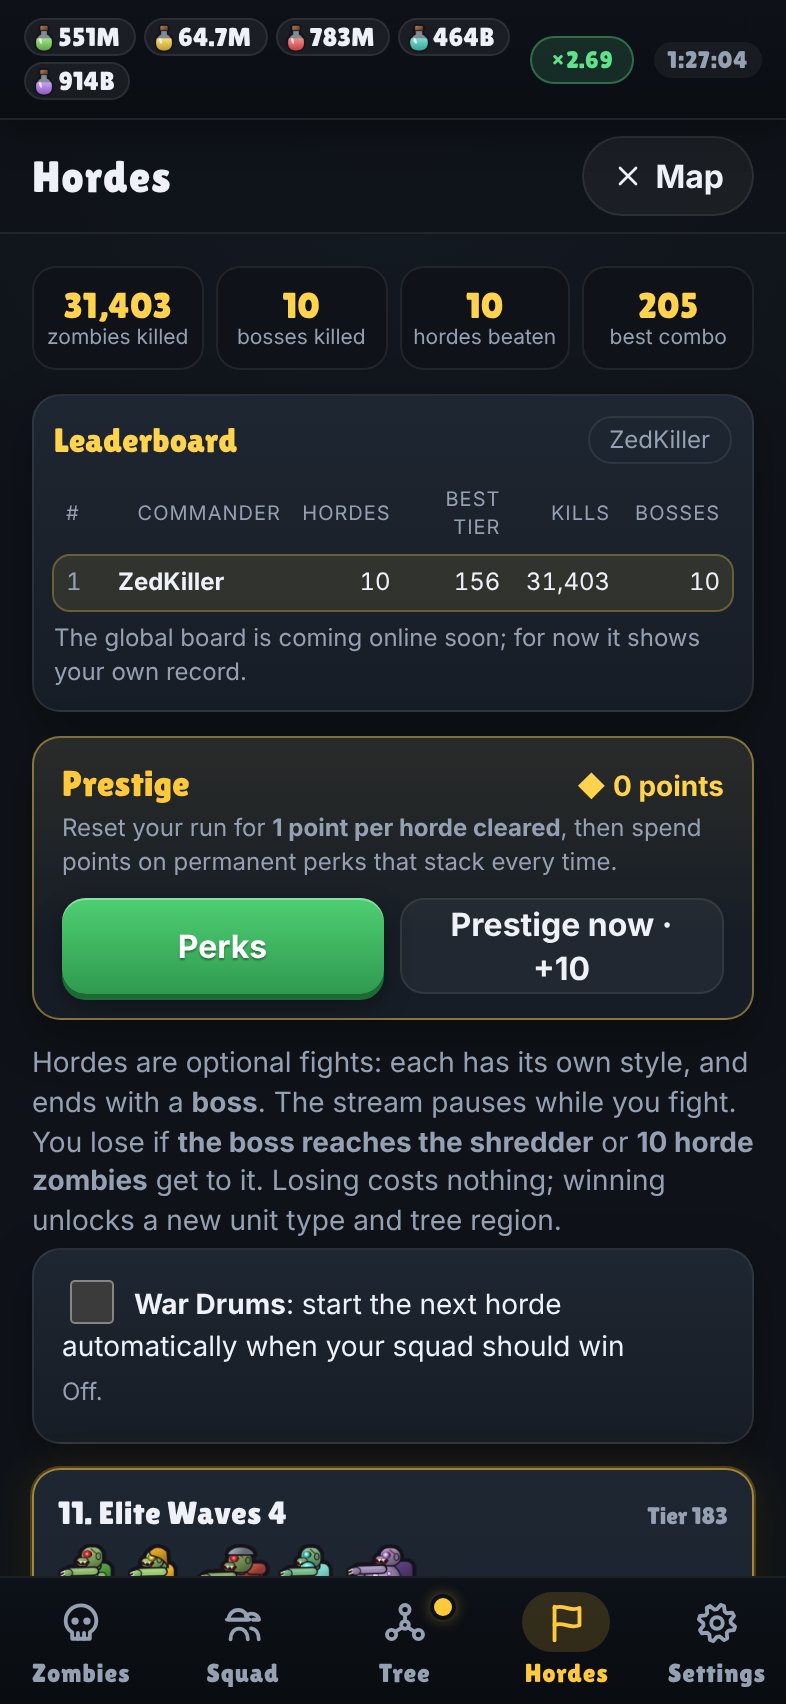 551M 64.7M 783M 464B
914B
×2.69
1:27:04
Hordes
× Map
31,403
zombies killed
10
bosses killed
10
hordes beaten
205
best combo
Leaderboard
ZedKiller
# COMMANDER HORDES BEST TIER KILLS BOSSES
1 ZedKiller 10 156 31,403 10
The global board is coming online soon; for now it shows
your own record.
Prestige
0 points
Reset your run for 1 point per horde cleared, then spend
points on permanent perks that stack every time.
Perks
Prestige now ·
+10
Hordes are optional fights: each has its own style, and
ends with a boss. The stream pauses while you fight.
You lose if the boss reaches the shredder or 10 horde
zombies get to it. Losing costs nothing; winning
unlocks a new unit type and tree region.
War Drums: start the next horde
automatically when your squad should win
Off.
11. Elite Waves 4
Tier 183
Zombies Squad Tree Hordes Settings